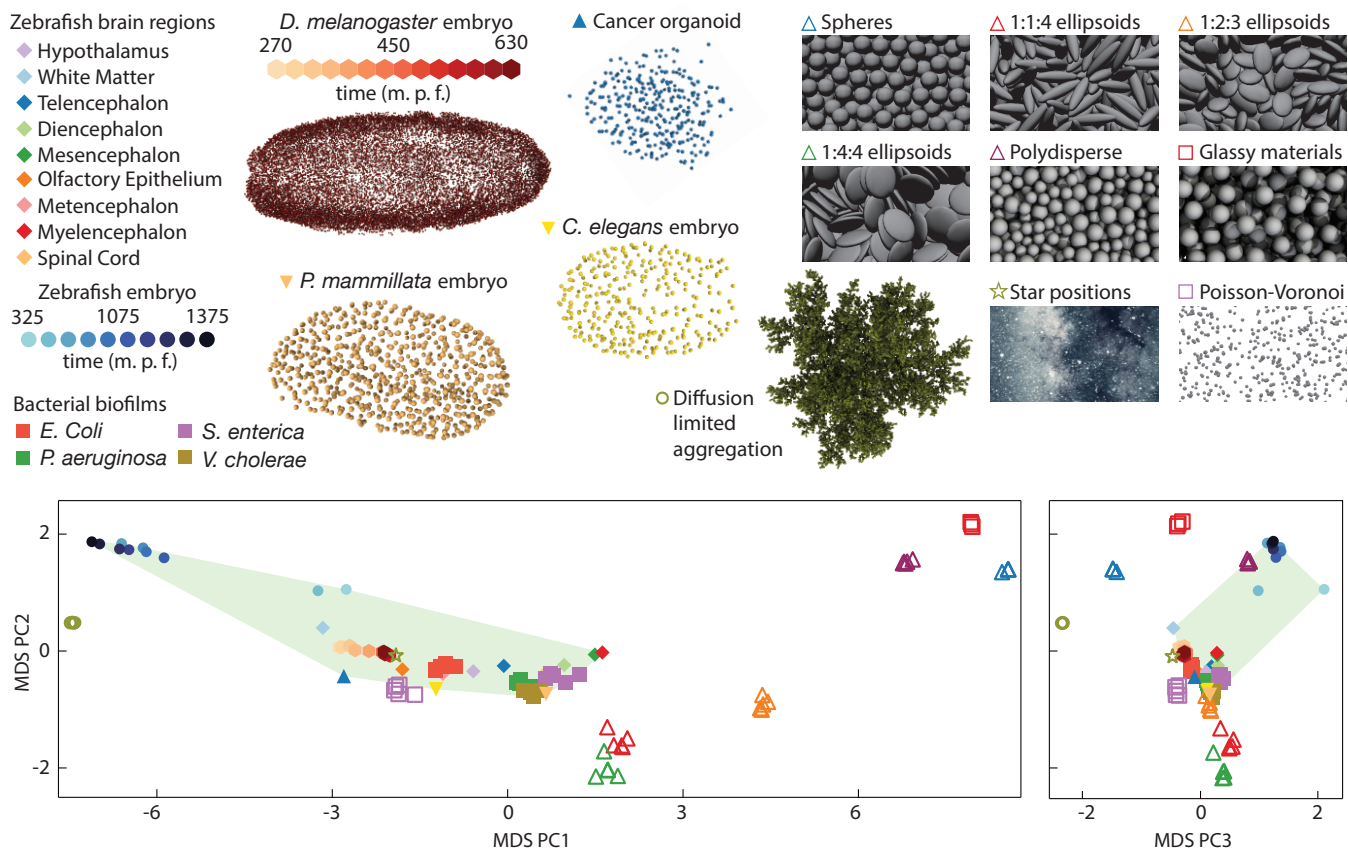 Zebrafish brain regions
Hypothalamus
White Matter
Telencephalon
Diencephalon
Mesencephalon
Olfactory Epithelium
Metencephalon
Myelencephalon
Spinal Cord
Zebrafish embryo
325 1075 1375
time (m. p. f.)
Bacterial biofilms
E. Coli
S. enterica
P. aeruginosa
V. cholerae
D. melanogaster embryo
270 450 630
time (m. p. f.)
P. mammillata embryo
Cancer organoid
C. elegans embryo
Diffusion
limited
aggregation
Spheres
1:1:4 ellipsoids
1:2:3 ellipsoids
1:4:4 ellipsoids
Polydisperse
Glassy materials
Star positions
Poisson-Voronoi
MDS PC2
2
0
-2
-6 -3 0 3 6
MDS PC1
-2 0 2
MDS PC3